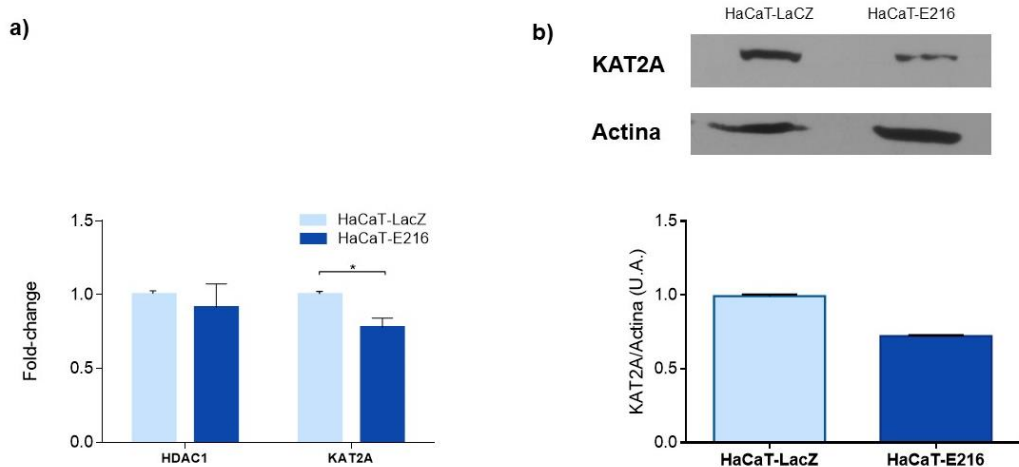 a)
HaCaT-LacZ
HaCaT-E216
*
Fold-change
1.5
1.0
0.5
0.0
HDAC1 KAT2A
b)
HaCaT-LaCZ HaCaT-E216
KAT2A
Actina
KAT2A/Actina (U.A.)
1.5
1.0
0.5
0.0
HaCaT-LacZ HaCaT-E216